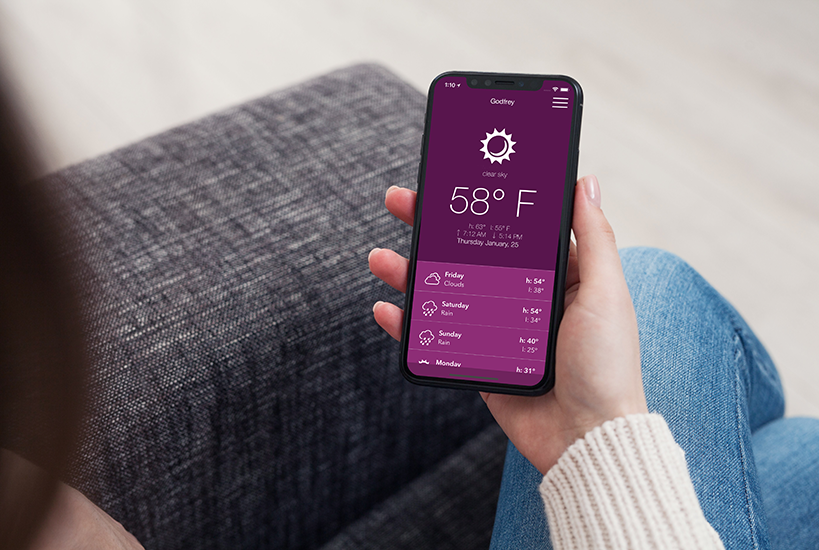 1:10
Godfrey
clear sky
58° F
h: 63° l: 55° F
↑ 7:12 AM ↓ 5:14 PM
Thursday January, 25
Friday h: 54°
Clouds l: 38°
Saturday h: 54°
Rain l: 34°
Sunday h: 40°
Rain l: 25°
Monday h: 31°